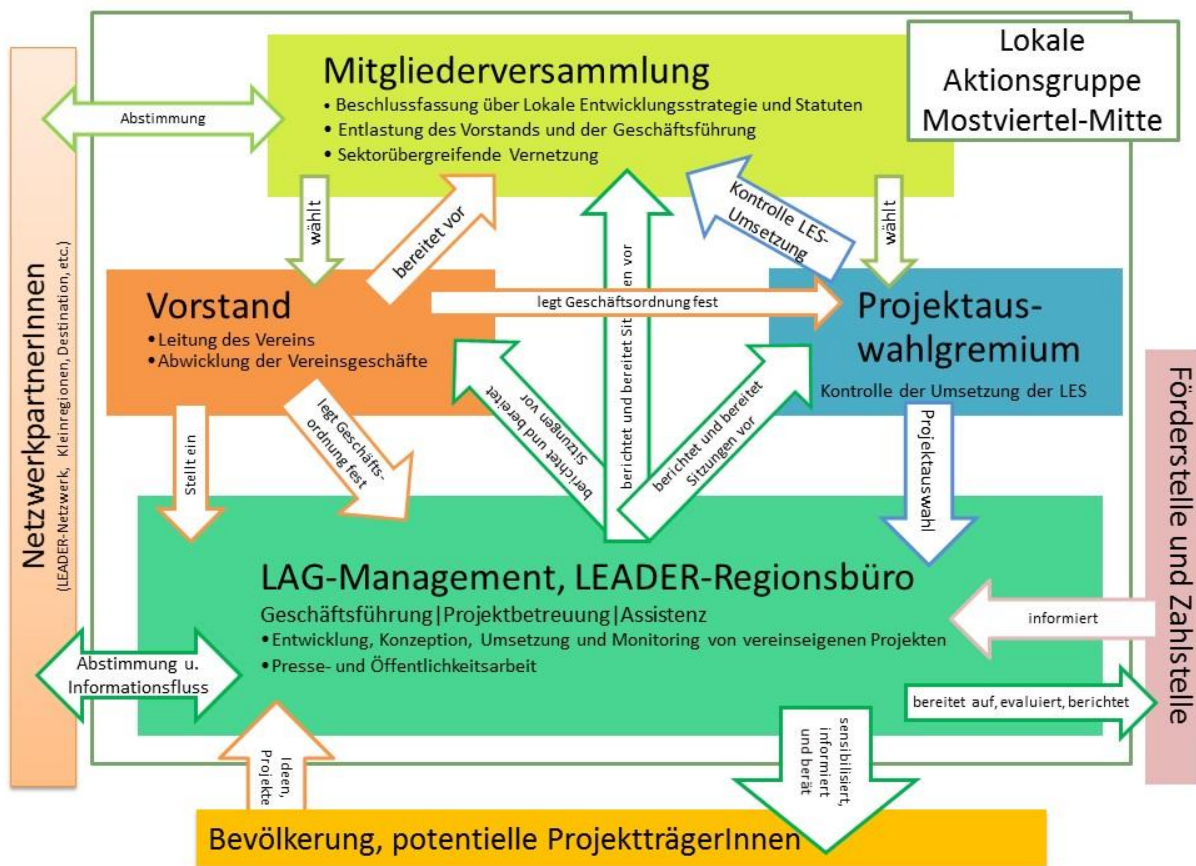 Lokale
Aktionsgruppe
Mostviertel-Mitte
Mitgliederversammlung
• Beschlussfassung über Lokale Entwicklungsstrategie und Statuten
• Entlastung des Vorstands und der Geschäftsführung
• Sektorübergreifende Vernetzung
Abstimmung
NetzwerkpartnerInnen
(LEADER-Netzwerk, Kleinregionen, Destination, etc.)
wählt
bereitet vor
berichtet und bereitet Sitzungen vor
Kontrolle LES-
Umsetzung
wählt
Vorstand
• Leitung des Vereins
• Abwicklung der Vereinsgeschäfte
legt Geschäftsordnung fest
Projektaus-
wahlgremium
Kontrolle der Umsetzung der LES
Stellt ein
legt Geschäfts-
ordnung fest
berichtet und bereitet
Sitzungen vor
berichtet und bereitet
Sitzungen vor
Projektauswahl
Förderstelle und Zahlstelle
LAG-Management, LEADER-Regionsbüro
Geschäftsführung|Projektbetreuung|Assistenz
• Entwicklung, Konzeption, Umsetzung und Monitoring von vereinseigenen Projekten
• Presse- und Öffentlichkeitsarbeit
informiert
Abstimmung u.
Informationsfluss
bereitet auf, evaluiert, berichtet
Ideen,
Projekte
sensibilisiert,
informiert
und berät
Bevölkerung, potentielle ProjektträgerInnen